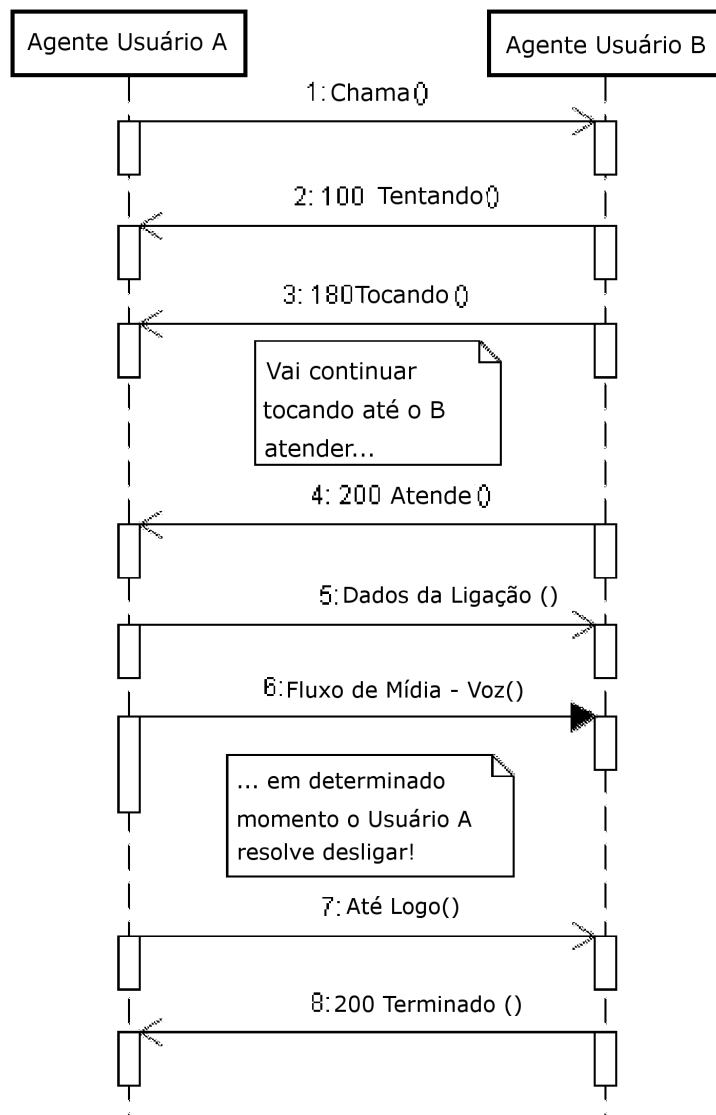 Agente Usuário A
Agente Usuário B
1: Chama()
2: 100 Tentando()
3: 180Tocando ()
Vai continuar
tocando até o B
atender...
4: 200 Atende ()
5: Dados da Ligação ()
6: Fluxo de Mídia - Voz()
... em determinado
momento o Usuário A
resolve desligar!
7: Até Logo()
8: 200 Terminado ()